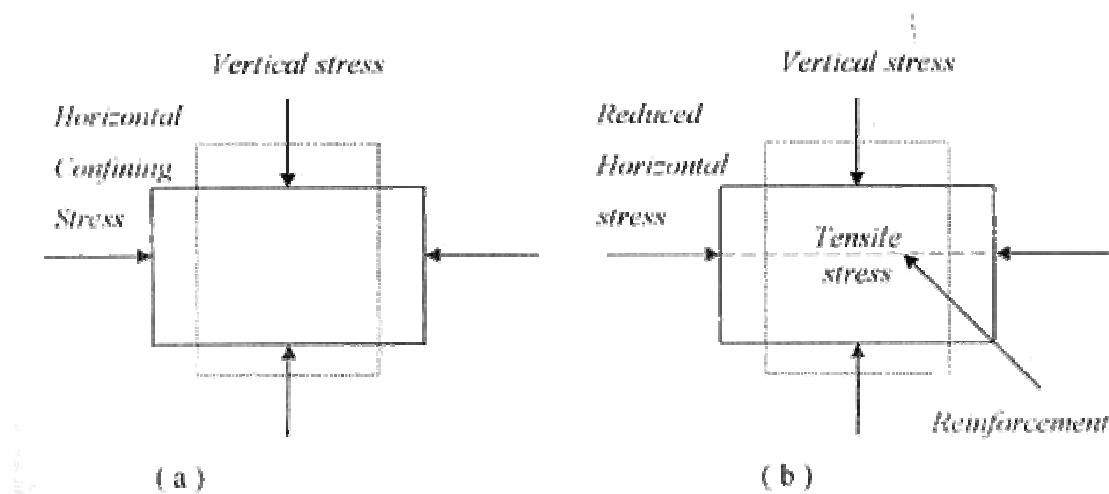 Vertical stress
Horizontal
Confining
Stress
( a )
Vertical stress
Reduced
Horizontal
stress
Tensile
stress
Reinforcement
( b )